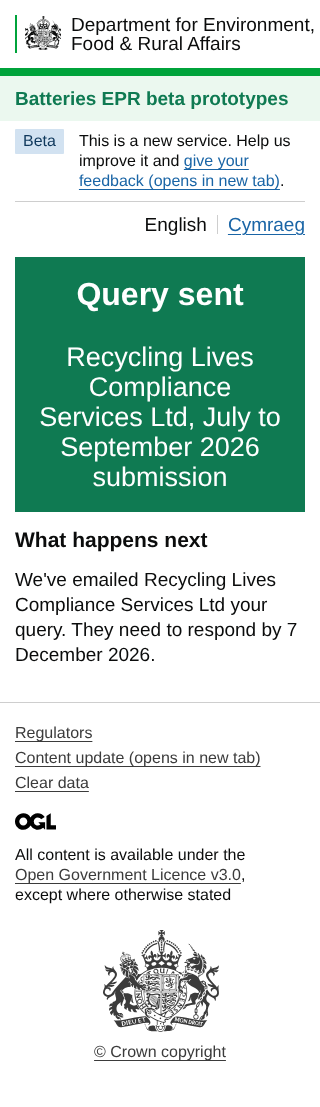 Department for Environment,
Food & Rural Affairs
Batteries EPR beta prototypes
Beta
This is a new service. Help us
improve it and give your
feedback (opens in new tab).
English
Cymraeg
Query sent
Recycling Lives
Compliance
Services Ltd, July to
September 2026
submission
What happens next
We've emailed Recycling Lives
Compliance Services Ltd your
query. They need to respond by 7
December 2026.
Regulators
Content update (opens in new tab)
Clear data
OGL
All content is available under the
Open Government Licence v3.0,
except where otherwise stated
DIEU ET MON DROIT
© Crown copyright